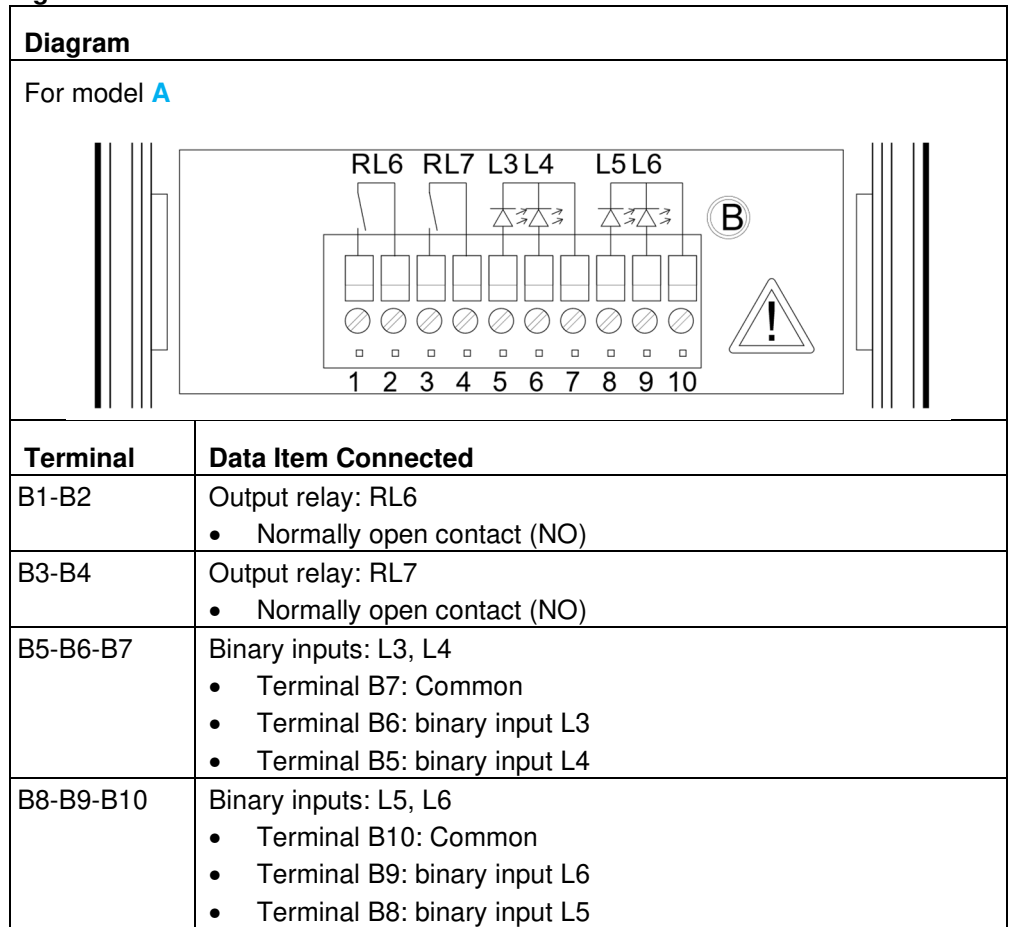 Diagram
For model A
RL6 RL7 L3 L4 L5 L6
B
!
1 2 3 4 5 6 7 8 9 10
Terminal Data Item Connected
B1-B2 Output relay: RL6
• Normally open contact (NO)
B3-B4 Output relay: RL7
• Normally open contact (NO)
B5-B6-B7 Binary inputs: L3, L4
• Terminal B7: Common
• Terminal B6: binary input L3
• Terminal B5: binary input L4
B8-B9-B10 Binary inputs: L5, L6
• Terminal B10: Common
• Terminal B9: binary input L6
• Terminal B8: binary input L5